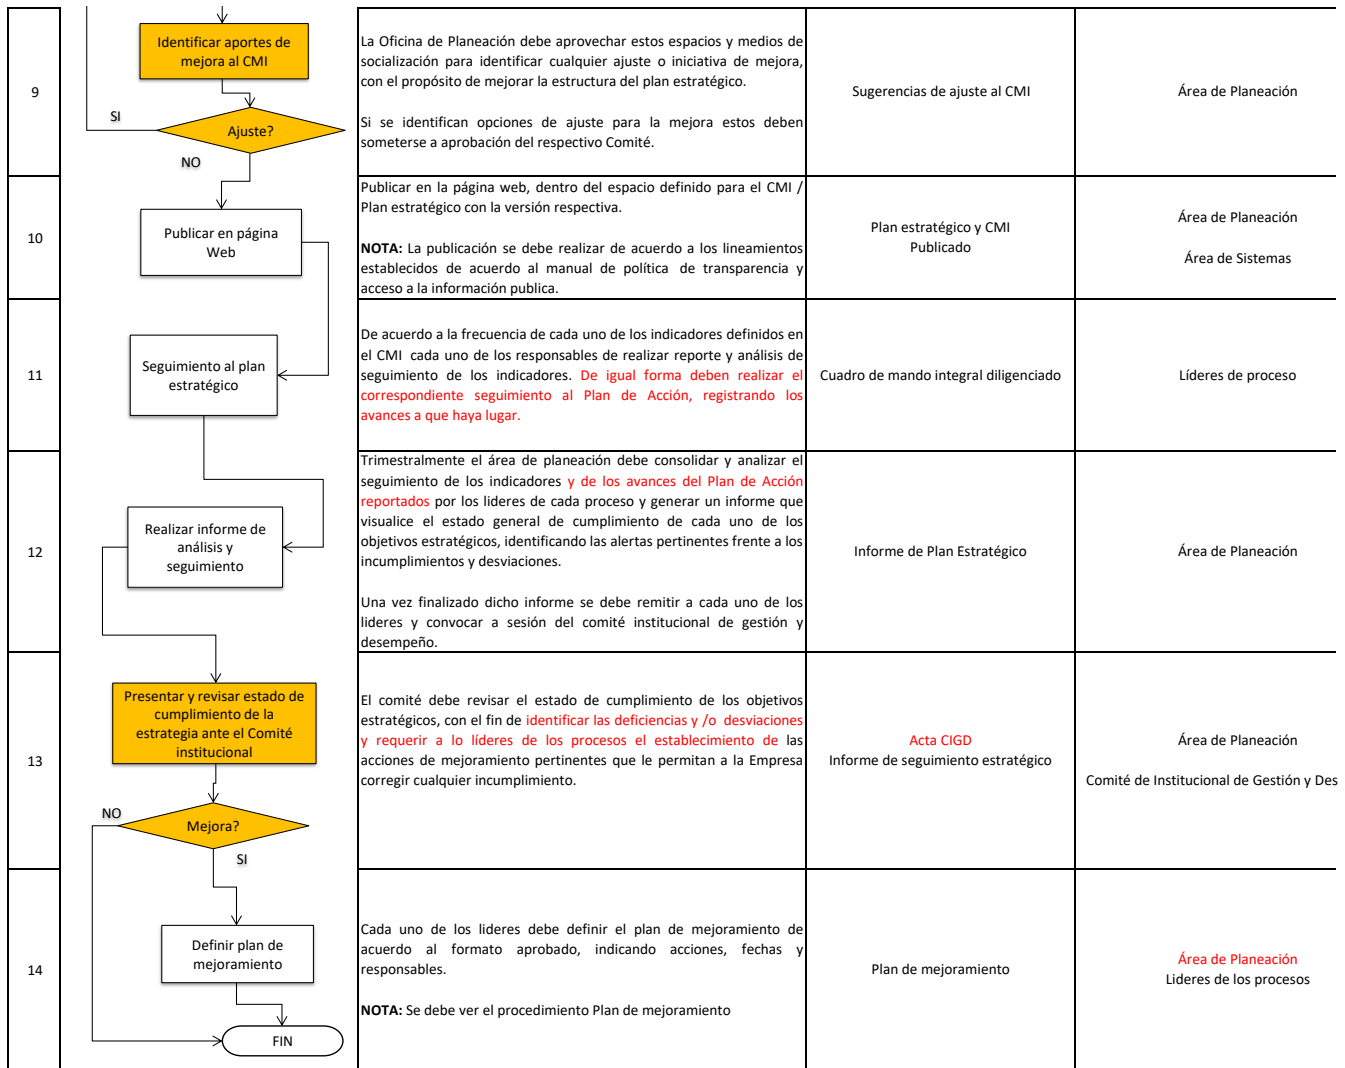 9
Identificar aportes de
mejora al CMI
SI
Ajuste?
NO
La Oficina de Planeación debe aprovechar estos espacios y medios de
socialización para identificar cualquier ajuste o iniciativa de mejora,
con el propósito de mejorar la estructura del plan estratégico.
Si se identifican opciones de ajuste para la mejora estos deben
someterse a aprobación del respectivo Comité.
Sugerencias de ajuste al CMI
Área de Planeación
10
Publicar en página
Web
Publicar en la página web, dentro del espacio definido para el CMI /
Plan estratégico con la versión respectiva.
NOTA: La publicación se debe realizar de acuerdo a los lineamientos
establecidos de acuerdo al manual de política de transparencia y
acceso a la información publica.
Plan estratégico y CMI
Publicado
Área de Planeación
Área de Sistemas
11
Seguimiento al plan
estratégico
De acuerdo a la frecuencia de cada uno de los indicadores definidos en
el CMI cada uno de los responsables de realizar reporte y análisis de
seguimiento de los indicadores. De igual forma deben realizar el
correspondiente seguimiento al Plan de Acción, registrando los
avances a que haya lugar.
Cuadro de mando integral diligenciado
Líderes de proceso
12
Realizar informe de
análisis y
seguimiento
Trimestralmente el área de planeación debe consolidar y analizar el
seguimiento de los indicadores y de los avances del Plan de Acción
reportados por los lideres de cada proceso y generar un informe que
visualice el estado general de cumplimiento de cada uno de los
objetivos estratégicos, identificando las alertas pertinentes frente a los
incumplimientos y desviaciones.
Una vez finalizado dicho informe se debe remitir a cada uno de los
lideres y convocar a sesión del comité institucional de gestión y
desempeño.
Informe de Plan Estratégico
Área de Planeación
13
Presentar y revisar estado de
cumplimiento de la
estrategia ante el Comité
institucional
NO
Mejora?
SI
El comité debe revisar el estado de cumplimiento de los objetivos
estratégicos, con el fin de identificar las deficiencias y /o desviaciones
y requerir a lo líderes de los procesos el establecimiento de las
acciones de mejoramiento pertinentes que le permitan a la Empresa
corregir cualquier incumplimiento.
Acta CIGD
Informe de seguimiento estratégico
Área de Planeación
Comité de Institucional de Gestión y Des
14
Definir plan de
mejoramiento
FIN
Cada uno de los lideres debe definir el plan de mejoramiento de
acuerdo al formato aprobado, indicando acciones, fechas y
responsables.
NOTA: Se debe ver el procedimiento Plan de mejoramiento
Plan de mejoramiento
Área de Planeación
Lideres de los procesos